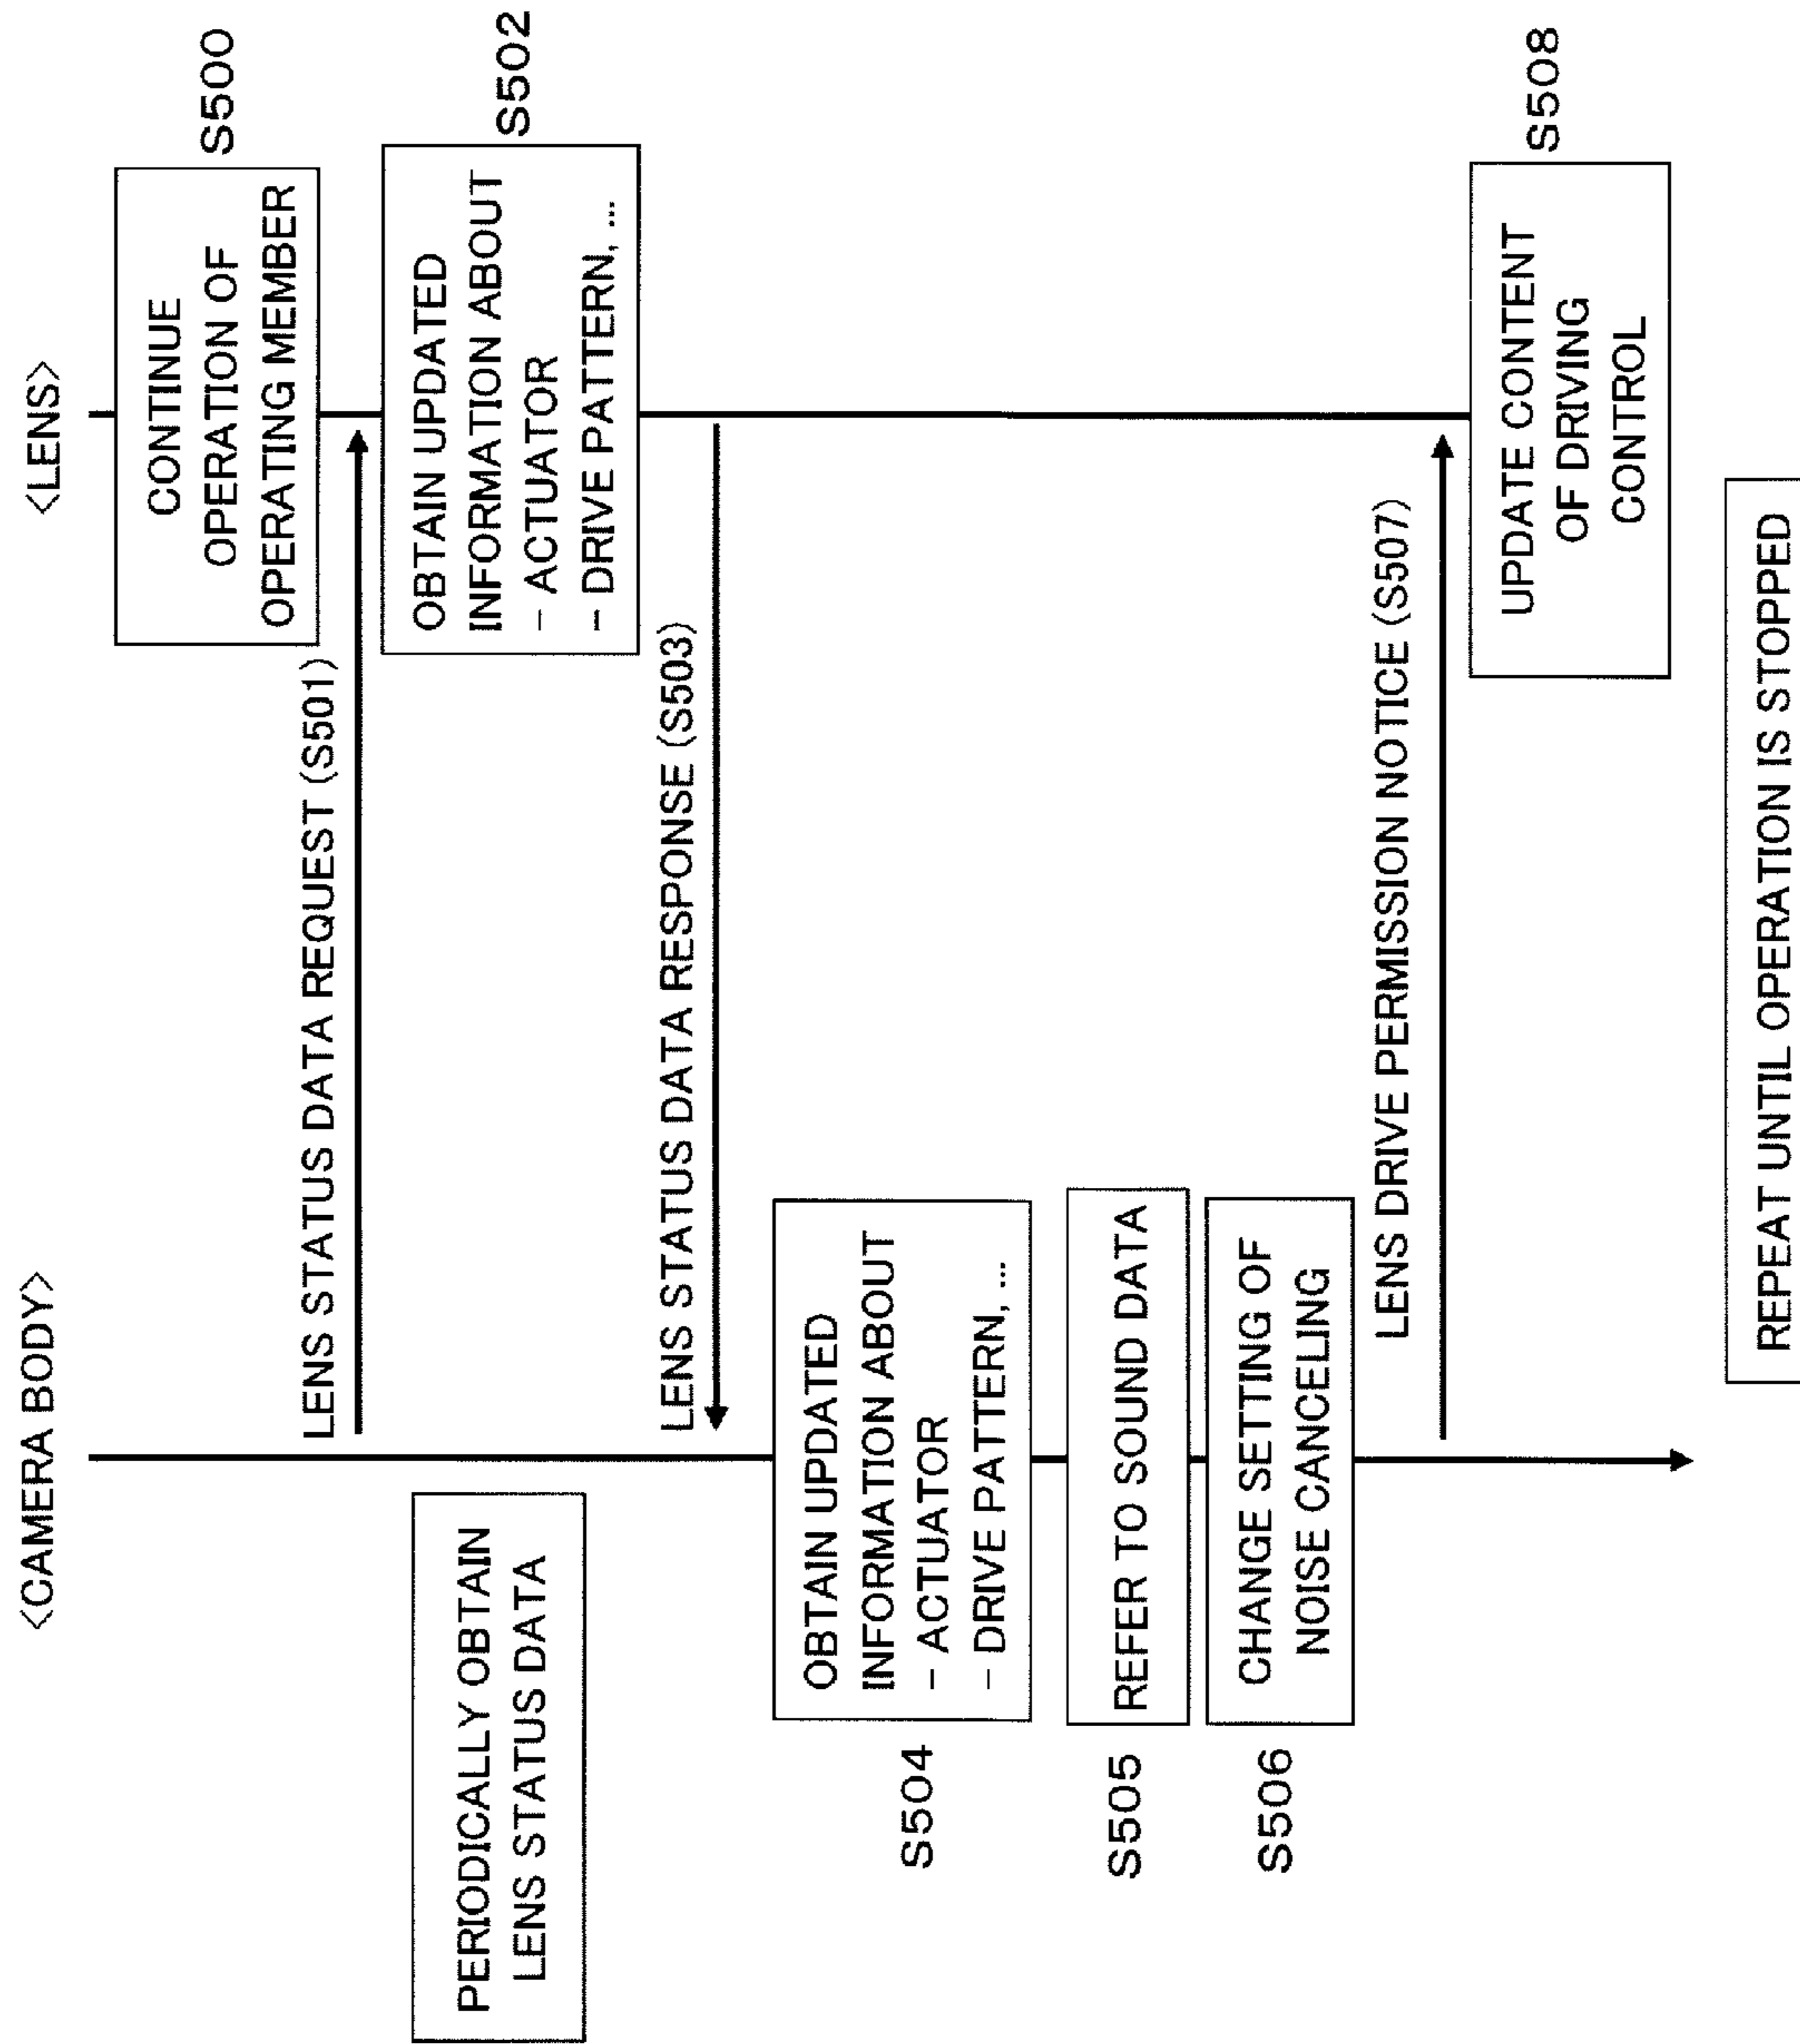 <CAMERA BODY>
<LENS>
CONTINUE
OPERATION OF
OPERATING MEMBER
S500
LENS STATUS DATA REQUEST (S501)
PERIODICALLY OBTAIN
LENS STATUS DATA
OBTAIN UPDATED
INFORMATION ABOUT
– ACTUATOR
– DRIVE PATTERN, ...
S502
LENS STATUS DATA RESPONSE (S503)
S504
OBTAIN UPDATED
INFORMATION ABOUT
– ACTUATOR
– DRIVE PATTERN, ...
S505
REFER TO SOUND DATA
S506
CHANGE SETTING OF
NOISE CANCELING
LENS DRIVE PERMISSION NOTICE (S507)
UPDATE CONTENT
OF DRIVING
CONTROL
S508
REPEAT UNTIL OPERATION IS STOPPED